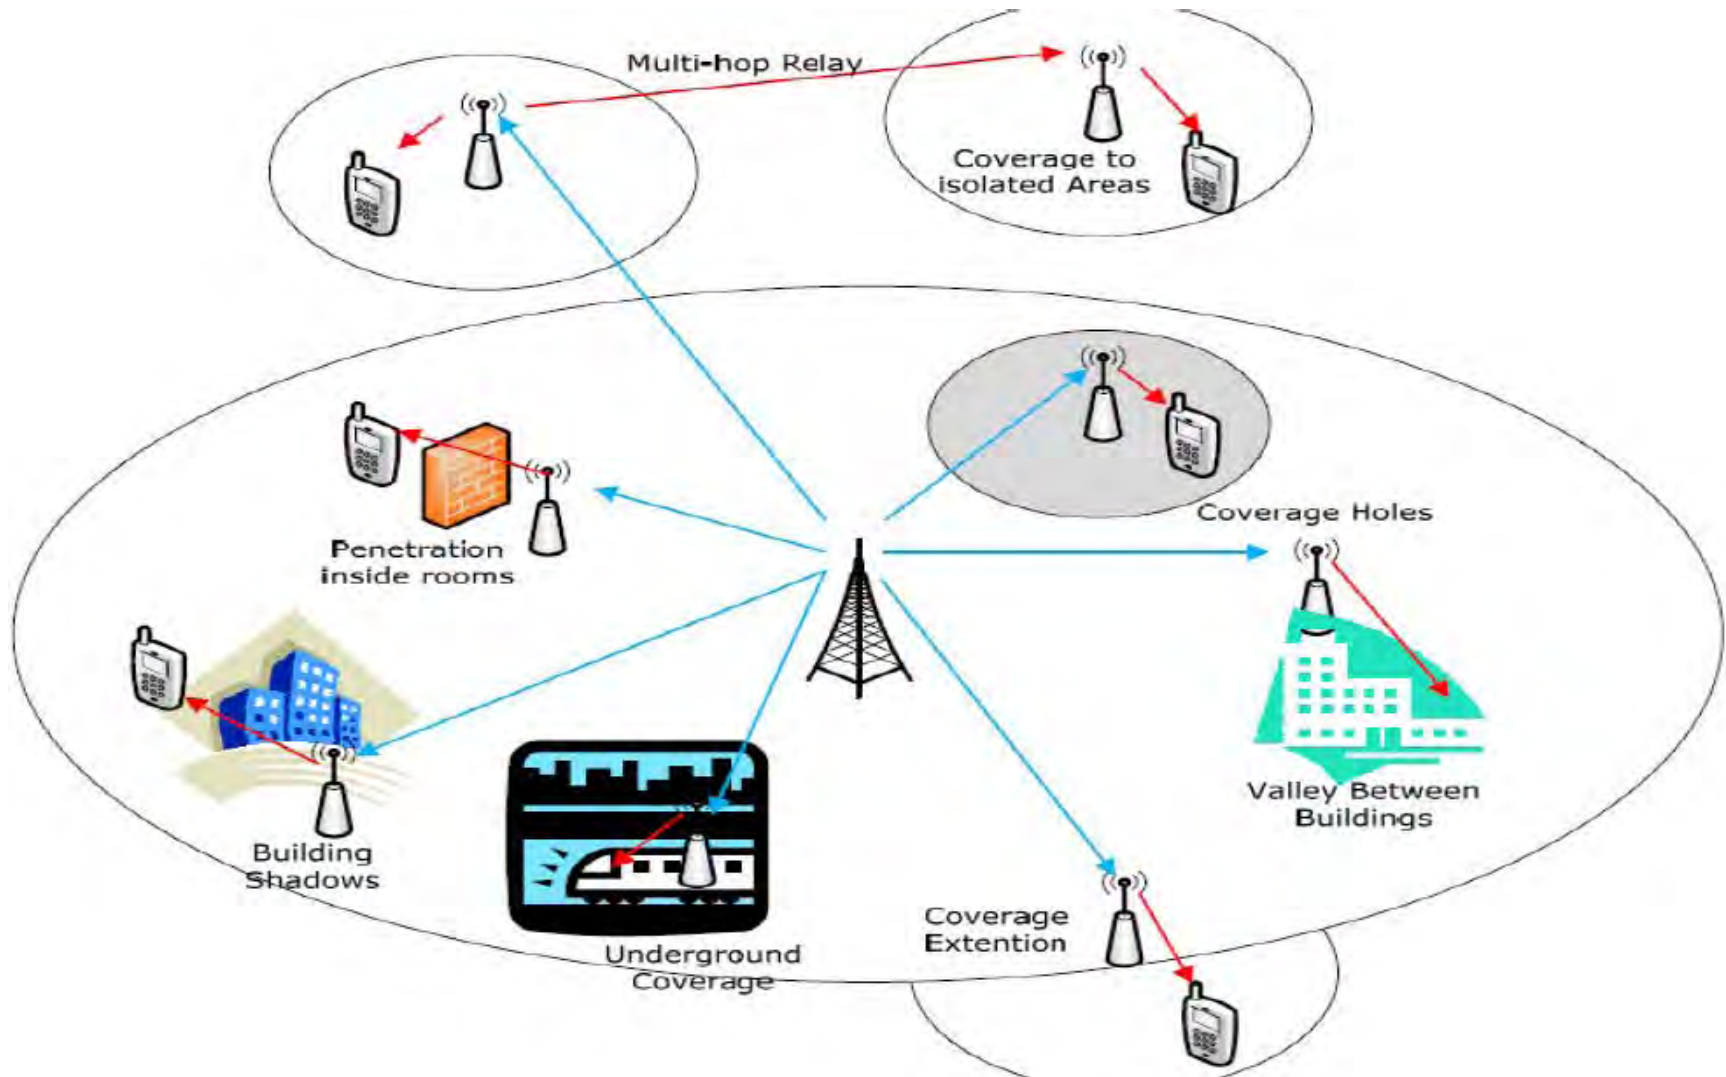 Multi-hop Relay
Coverage to
isolated Areas
Coverage Holes
Penetration
inside rooms
Valley Between
Buildings
Building
Shadows
Coverage
Extention
Underground
Coverage